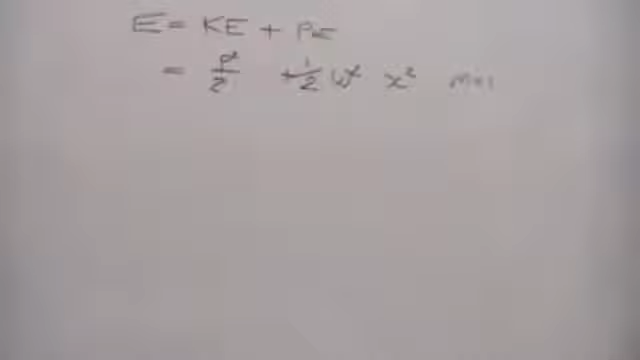 E = KE + PE
= p²/2 + 1/2 ω² x² m=1